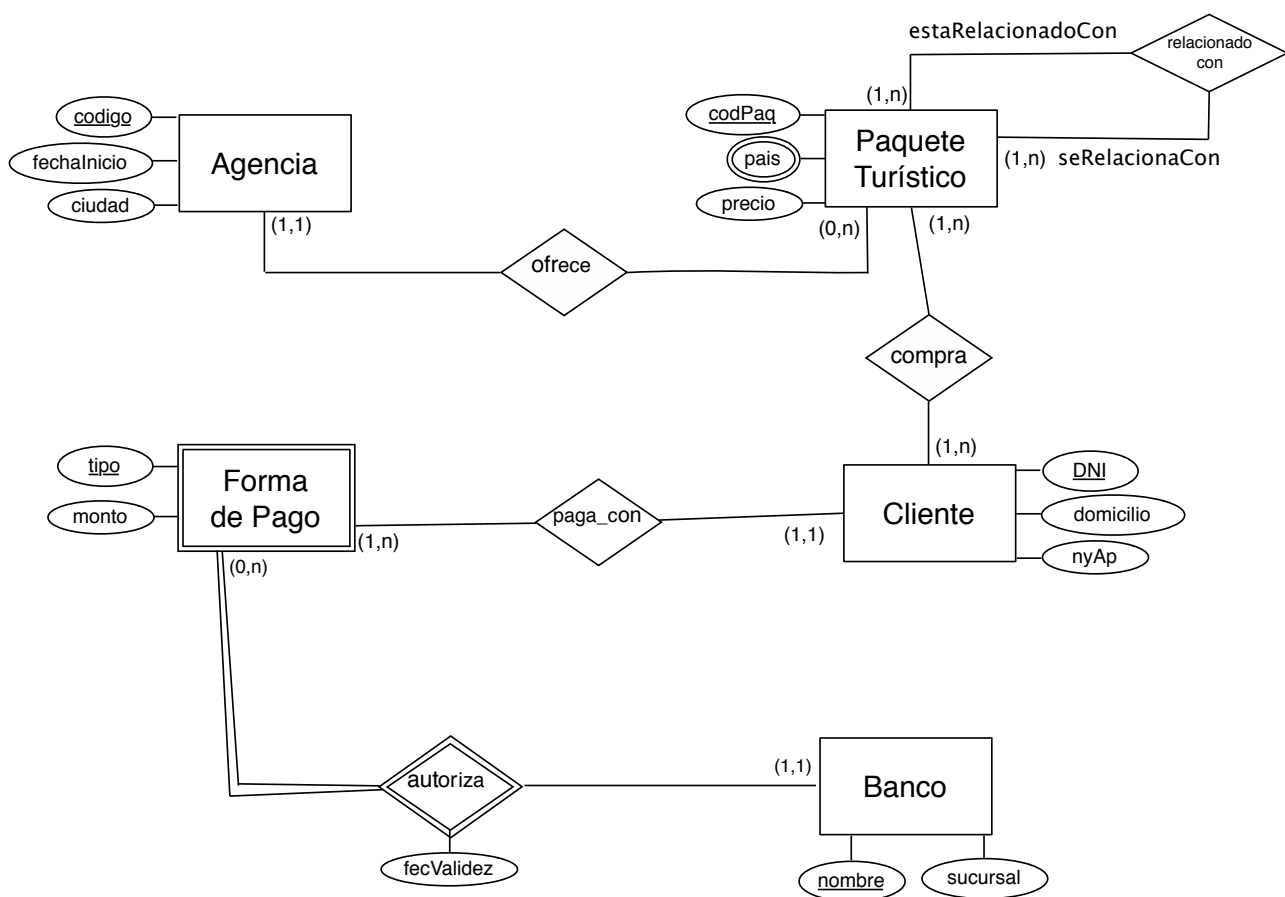 estaRelacionadoCon
relacionado
con
codigo
fechaInicio
ciudad
Agencia
(1,1)
(1,n)
codPaq
pais
precio
Paquete
Turístico
(1,n)
seRelacionaCon
(0,n)
(1,n)
ofrece
compra
(1,n)
tipo
monto
Forma
de Pago
(1,n)
(0,n)
paga_con
(1,1)
Cliente
DNI
domicilio
nyAp
autoriza
fecValidez
(1,1)
Banco
nombre
sucursal